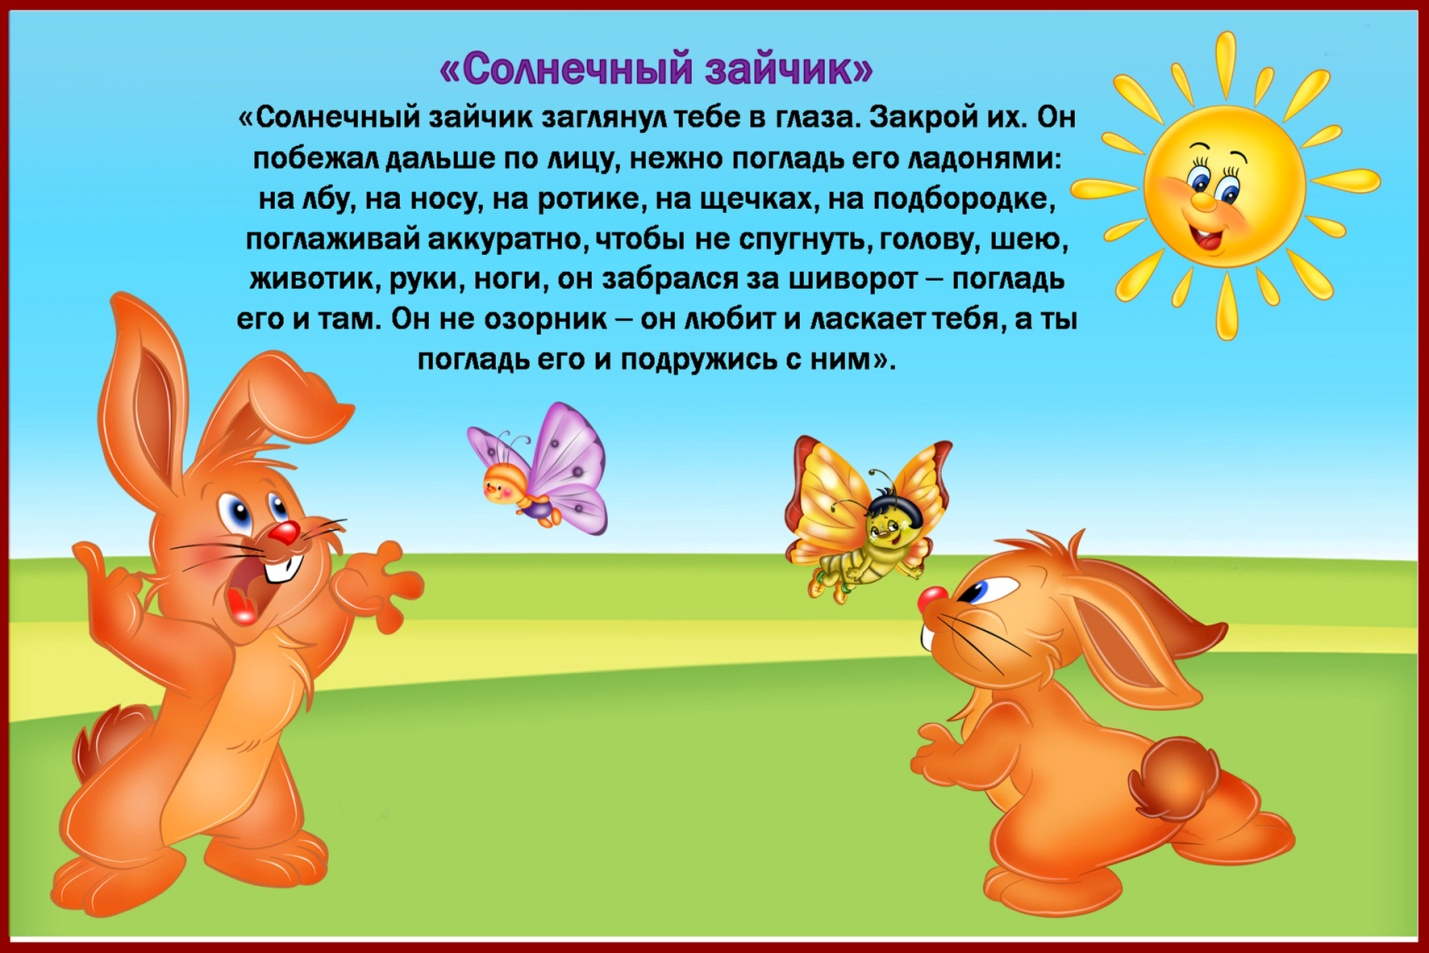 «Солнечный зайчик»
«Солнечный зайчик заглянул тебе в глаза. Закрой их. Он
побежал дальше по лицу, нежно погладь его ладонями:
на лбу, на носу, на ротике, на щечках, на подбородке,
поглаживай аккуратно, чтобы не спугнуть, голову, шею,
животик, руки, ноги, он забрался за шиворот – погладь
его и там. Он не озорник – он любит и ласкает тебя, а ты
погладь его и подружись с ним».